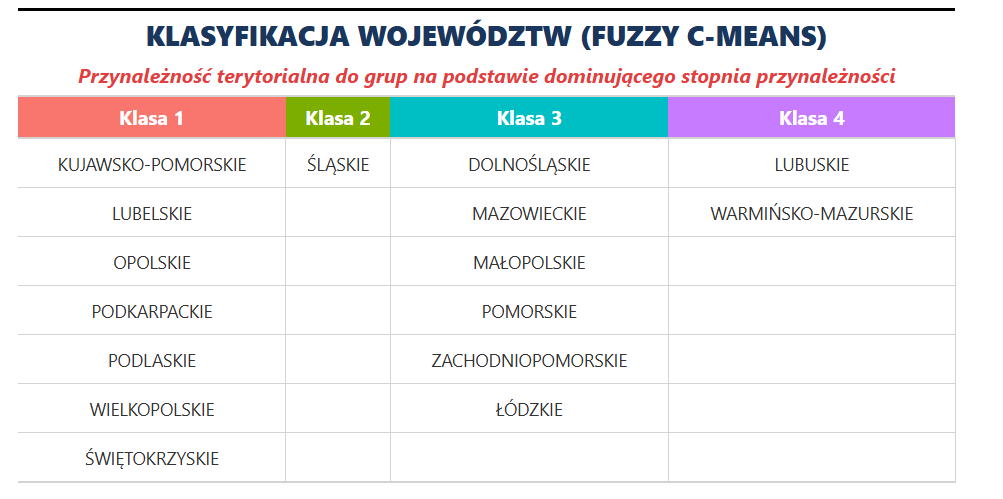 KLASYFIKACJA WOJEWÓDZTW (FUZZY C-MEANS)
Przynależność terytorialna do grup na podstawie dominującego stopnia przynależności
Klasa 1 Klasa 2 Klasa 3 Klasa 4
KUJAWSKO-POMORSKIE ŚLĄSKIE DOLNOŚLĄSKIE LUBUSKIE
LUBELSKIE MAZOWIECKIE WARMIŃSKO-MAZURSKIE
OPOLSKIE MAŁOPOLSKIE
PODKARPACKIE POMORSKIE
PODLASKIE ZACHODNIOPOMORSKIE
WIELKOPOLSKIE ŁÓDZKIE
ŚWIĘTOKRZYSKIE